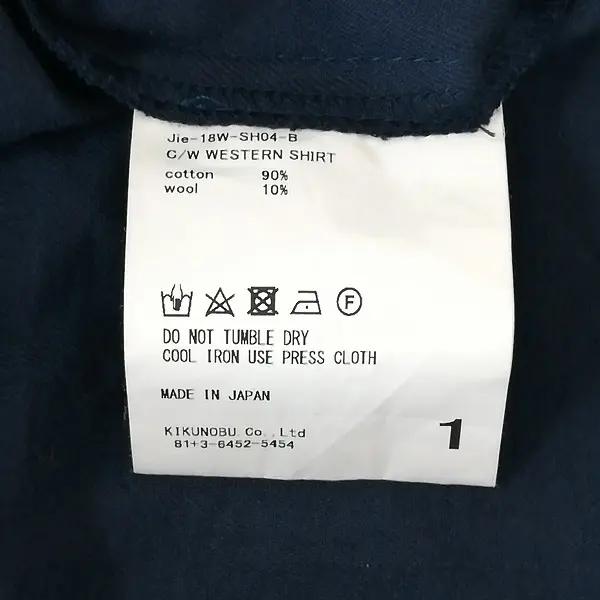 Jie-18W-SH04-B
C/W WESTERN SHIRT
cotton 90%
wool 10%
F
DO NOT TUMBLE DRY
COOL IRON USE PRESS CLOTH
MADE IN JAPAN
KIKUNOBU Co., Ltd
81+3-6452-5454
1